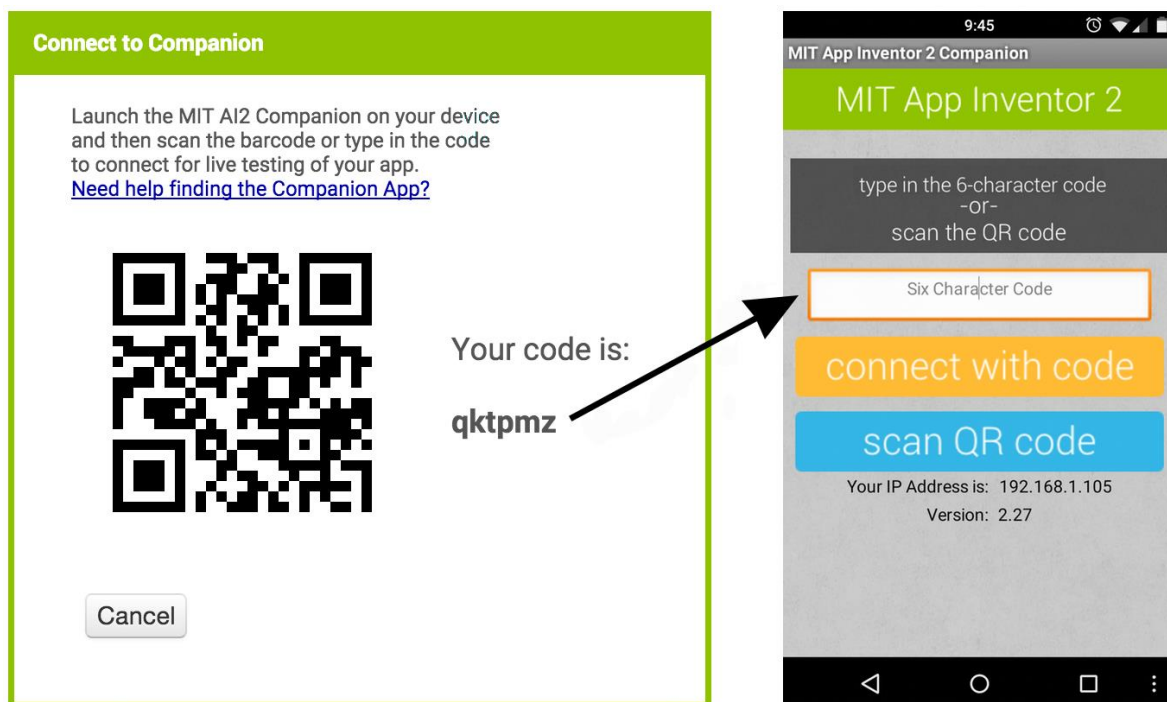 Connect to Companion
Launch the MIT AI2 Companion on your device
and then scan the barcode or type in the code
to connect for live testing of your app.
Need help finding the Companion App?
Your code is:
qktpmz
Cancel
9:45
MIT App Inventor 2 Companion
MIT App Inventor 2
type in the 6-character code
-or-
scan the QR code
Six Character Code
connect with code
scan QR code
Your IP Address is: 192.168.1.105
Version: 2.27